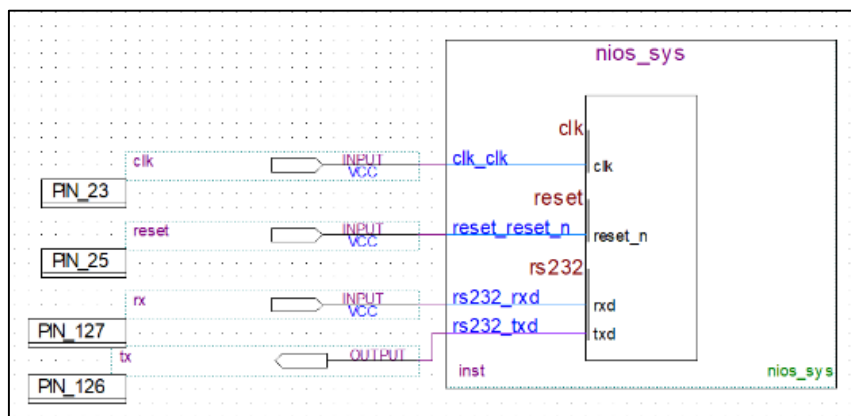 nios_sys
clk
clk INPUT VCC clk_clk clk
PIN_23
reset
reset INPUT VCC reset_reset_n reset_n
PIN_25
rs232
rx INPUT VCC rs232_rxd rxd
PIN_127
rs232_txd txd
tx OUTPUT
inst nios_sys
PIN_126